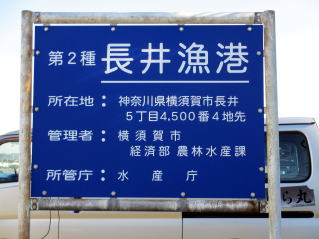 第2種 長井漁港
所在地： 神奈川県横須賀市長井
５丁目4,500番４地先
管理者： 横須賀市
経済部 農林水産課
所管庁： 水産庁
ら丸